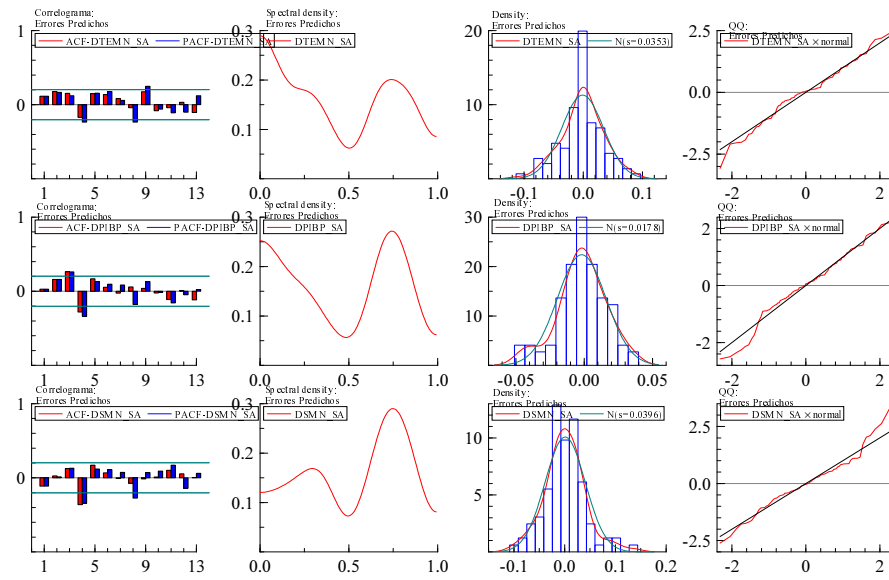 Correlograma:
Errores Predichos
ACF-DTEMN_SA PACF-DTEMN_SA
1
0
1 5 9 13
Spectral density:
Errores Predichos
DTEMN_SA
0.3
0.2
0.1
0.0 0.5 1.0
Density:
Errores Predichos
DTEMN_SA N(s=0.0353)
20
10
-0.1 0.0 0.1
QQ:
Errores Predichos
DTEMN_SA × normal
2.5
0.0
-2.5
-2 0 2
Correlograma:
Errores Predichos
ACF-DPIBP_SA PACF-DPIBP_SA
1
0
1 5 9 13
Spectral density:
Errores Predichos
DPIBP_SA
0.3
0.2
0.1
0.0 0.5 1.0
Density:
Errores Predichos
DPIBP_SA N(s=0.0178)
30
20
10
-0.05 0.00 0.05
QQ:
Errores Predichos
DPIBP_SA × normal
2
0
-2
-2 0 2
Correlograma:
Errores Predichos
ACF-DSMN_SA PACF-DSMN_SA
1
0
1 5 9 13
Spectral density:
Errores Predichos
DSMN_SA
0.3
0.2
0.1
0.0 0.5 1.0
Density:
Errores Predichos
DSMN_SA N(s=0.0396)
10
5
-0.1 0.0 0.1 0.2
QQ:
Errores Predichos
DSMN_SA × normal
2.5
0.0
-2.5
-2 0 2